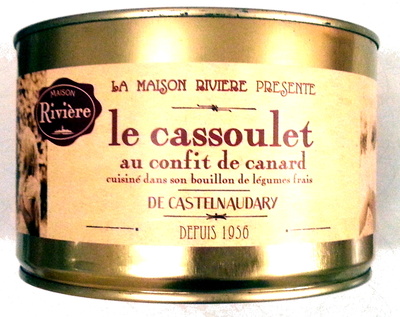 LA MAISON RIVIERE PRESENTE
MAISON
Rivière
le cassoulet
au confit de canard
cuisiné dans son bouillon de légumes frais
DE CASTELNAUDARY
DEPUIS 1936